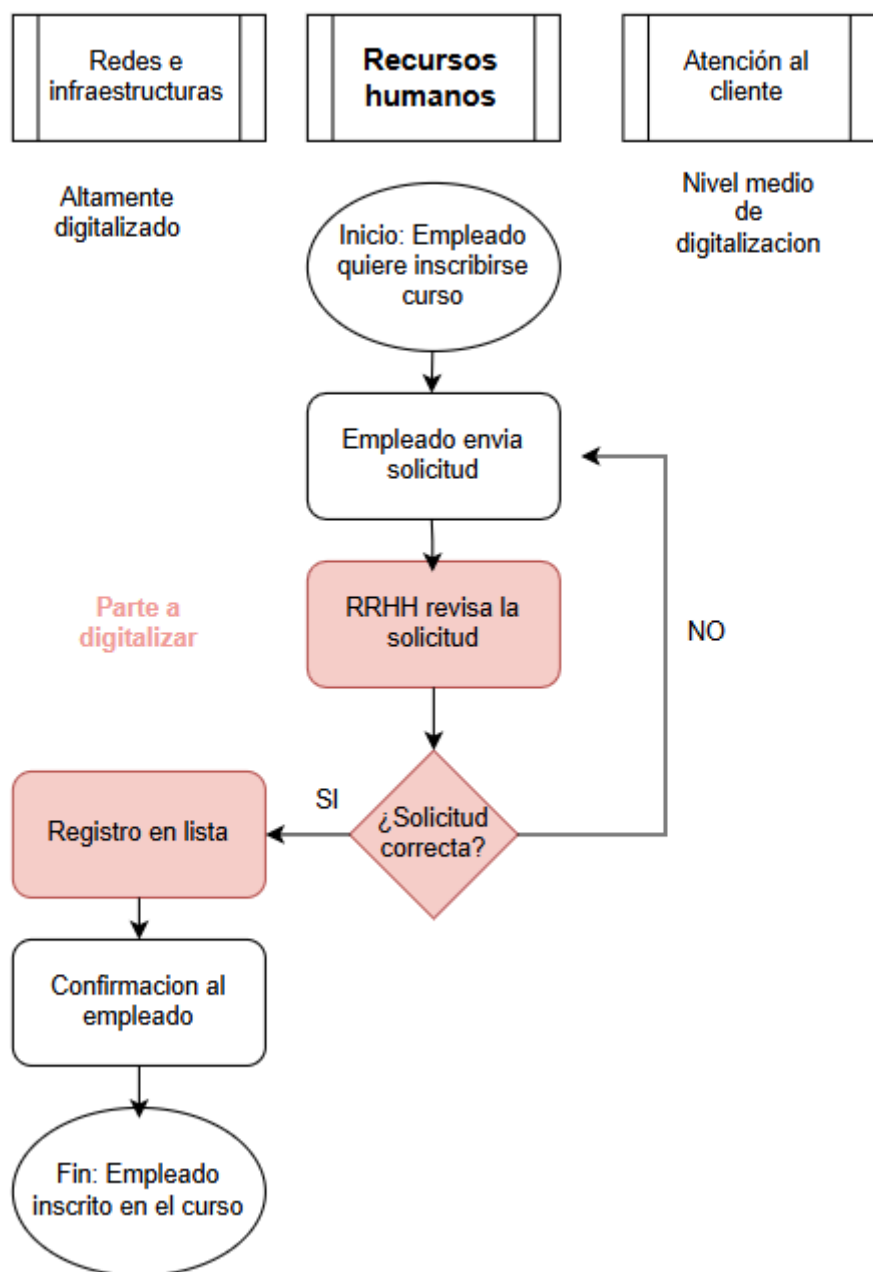 Redes e
infraestructuras
Recursos
humanos
Atención al
cliente
Altamente
digitalizado
Nivel medio
de
digitalizacion
Inicio: Empleado
quiere inscribirse
curso
Empleado envia
solicitud
Parte a
digitalizar
RRHH revisa la
solicitud
NO
SI
¿Solicitud
correcta?
Registro en lista
Confirmacion al
empleado
Fin: Empleado
inscrito en el curso